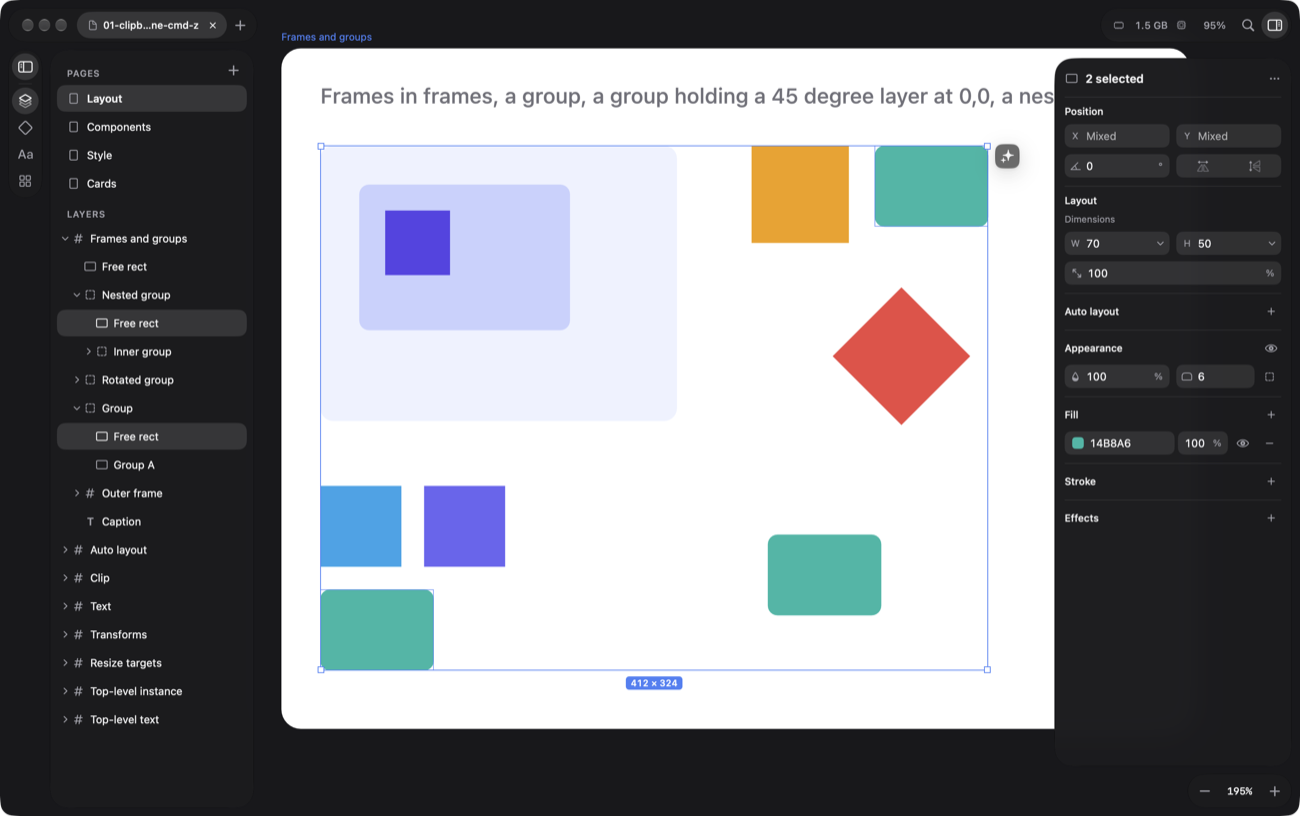 01-clipb...ne-cmd-z
1.5 GB
95%
PAGES
Layout
Components
Style
Cards
LAYERS
Frames and groups
Free rect
Nested group
Free rect
Inner group
Rotated group
Group
Free rect
Group A
Outer frame
T Caption
Auto layout
Clip
Text
Transforms
Resize targets
Top-level instance
Top-level text
Aa
Frames and groups
Frames in frames, a group, a group holding a 45 degree layer at 0,0, a nes
412 × 324
2 selected
Position
X Mixed
Y Mixed
0 °
Layout
Dimensions
W 70
H 50
100 %
Auto layout
Appearance
100 %
6
Fill
14B8A6
100 %
Stroke
Effects
195%